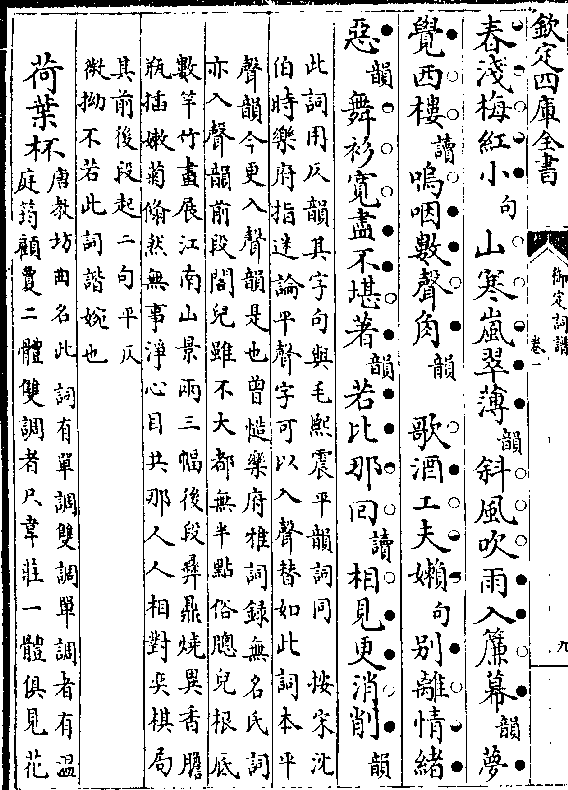 欽定四庫全書
御定詞譜
卷一
九
春淺梅紅小句山寒嵐翠薄韻斜風吹雨入簾幕韻夢
覺西樓讀嗚咽數聲角韻歌酒工夫嬾句别離情緒
惡韻舞衫寛盡不堪著韻若比那回讀相見更消削韻
此詞用仄韻其字句與毛熙震平韻詞同 按宋沈
伯時樂府指迷論平聲字可以入聲替如此詞本平
聲韻今更入聲韻是也曾慥樂府雅詞録無名氏詞
亦入聲韻前段閤兒雖不大都無半點俗牕兒根底
數竿竹畫展江南山景兩三幅後段彞鼎燒異香膽
瓶插嫩菊翛然無事淨心目共那人人相對奕棋局
其前後段起二句平仄
微拗不若此詞諧婉也
荷葉杯唐教坊曲名此詞有單調雙調單調者有温
庭筠顧敻二體雙調者只韋莊一體俱見花